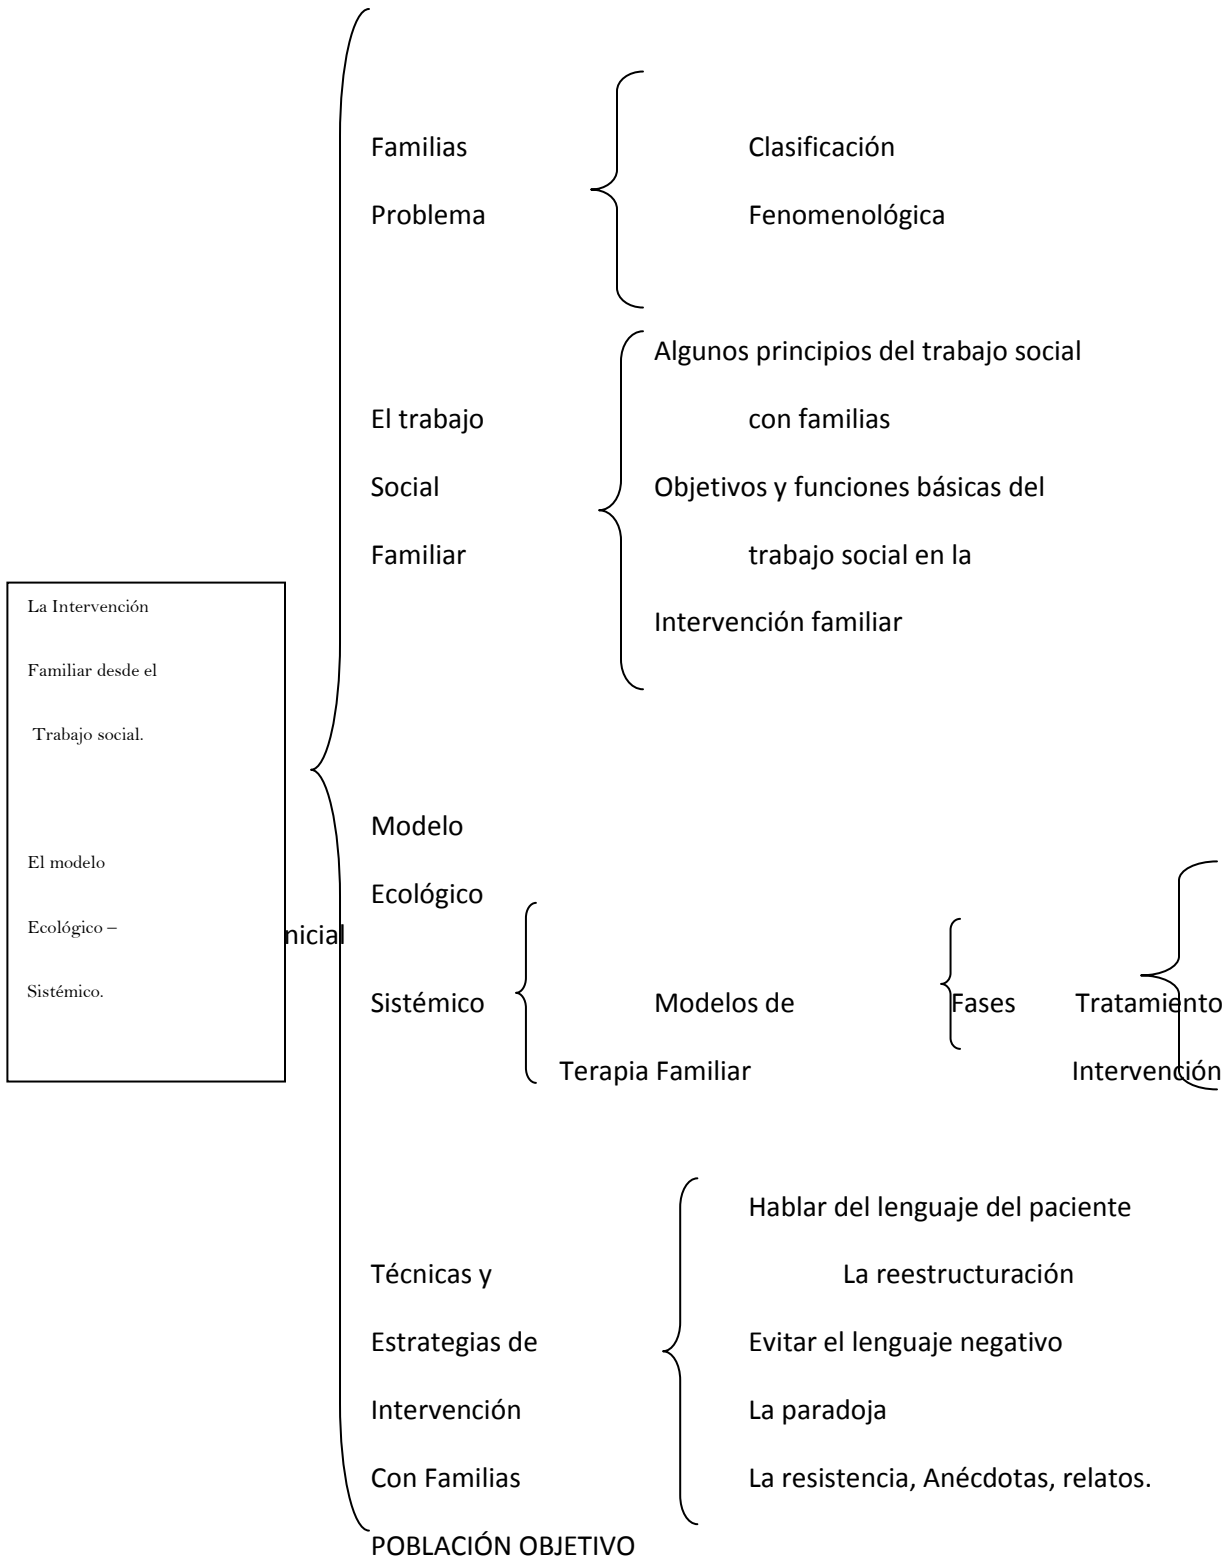 Familias Clasificación
Problema Fenomenológica
Algunos principios del trabajo social
El trabajo con familias
Social Objetivos y funciones básicas del
Familiar trabajo social en la
Intervención familiar
La Intervención
Familiar desde el
Trabajo social.
El modelo
Ecológico –
Sistémico.
Modelo
Ecológico
nicial
Sistémico Modelos de Fases Tratamiento
Terapia Familiar Intervención
Hablar del lenguaje del paciente
Técnicas y La reestructuración
Estrategias de Evitar el lenguaje negativo
Intervención La paradoja
Con Familias La resistencia, Anécdotas, relatos.
POBLACIÓN OBJETIVO